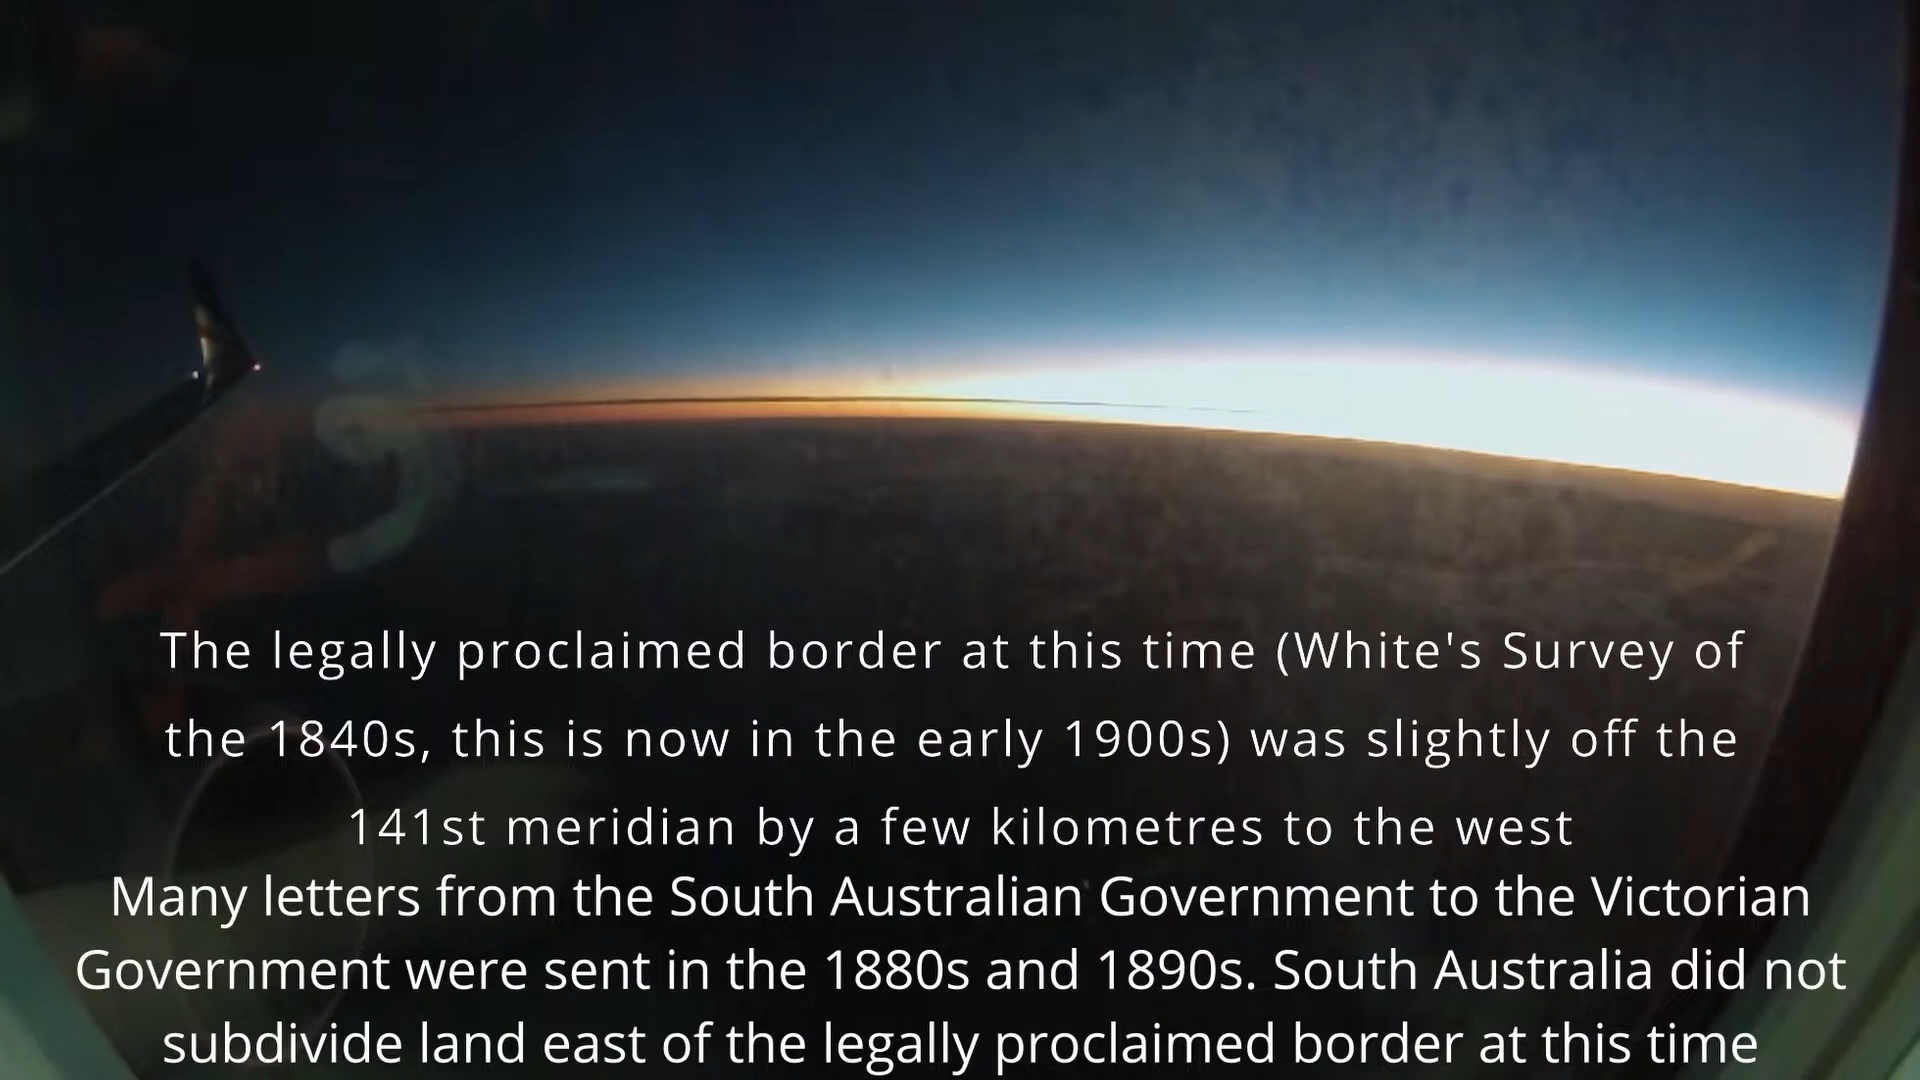 The legally proclaimed border at this time (White's Survey of
the 1840s, this is now in the early 1900s) was slightly off the
141st meridian by a few kilometres to the west
Many letters from the South Australian Government to the Victorian
Government were sent in the 1880s and 1890s. South Australia did not
subdivide land east of the legally proclaimed border at this time